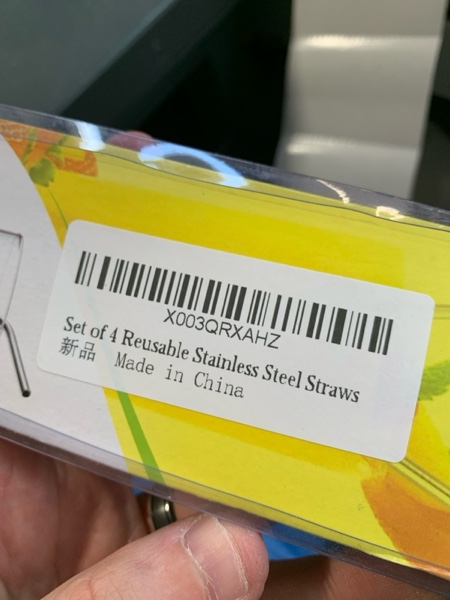 X003QRXAHZ
Set of 4 Reusable Stainless Steel Straws
新品 Made in China